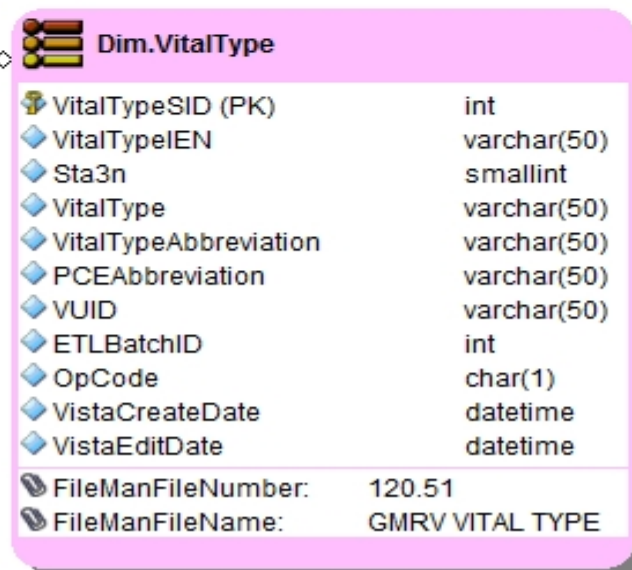 Dim.VitalType
VitalTypeSID (PK) int
VitalTypeIEN varchar(50)
Sta3n smallint
VitalType varchar(50)
VitalTypeAbbreviation varchar(50)
PCEAbbreviation varchar(50)
VUID varchar(50)
ETLBatchID int
OpCode char(1)
VistaCreateDate datetime
VistaEditDate datetime
FileManFileNumber: 120.51
FileManFileName: GMRV VITAL TYPE